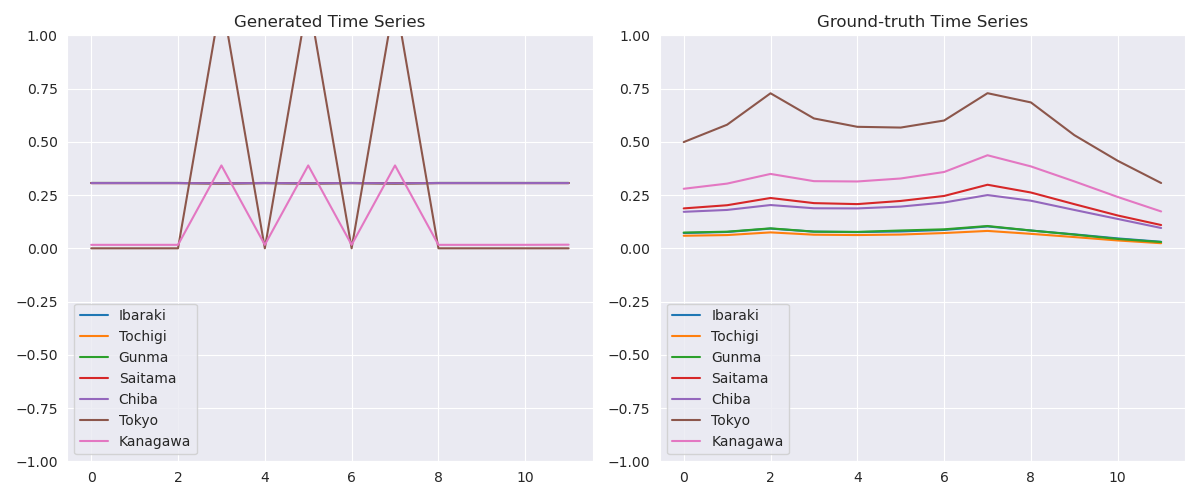 Generated Time Series
1.00
0.75
0.50
0.25
0.00
−0.25
−0.50
−0.75
−1.00
Ibaraki
Tochigi
Gunma
Saitama
Chiba
Tokyo
Kanagawa
0 2 4 6 8 10
Ground-truth Time Series
1.00
0.75
0.50
0.25
0.00
−0.25
−0.50
−0.75
−1.00
Ibaraki
Tochigi
Gunma
Saitama
Chiba
Tokyo
Kanagawa
0 2 4 6 8 10